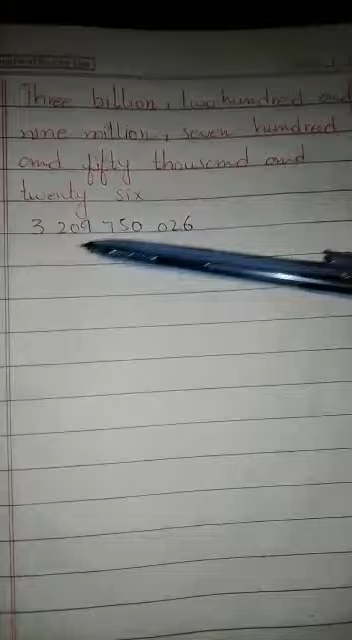 Three billion, two hundred and
nine million, seven hundred
and fifty thousand and
twenty six
3 209 750 026